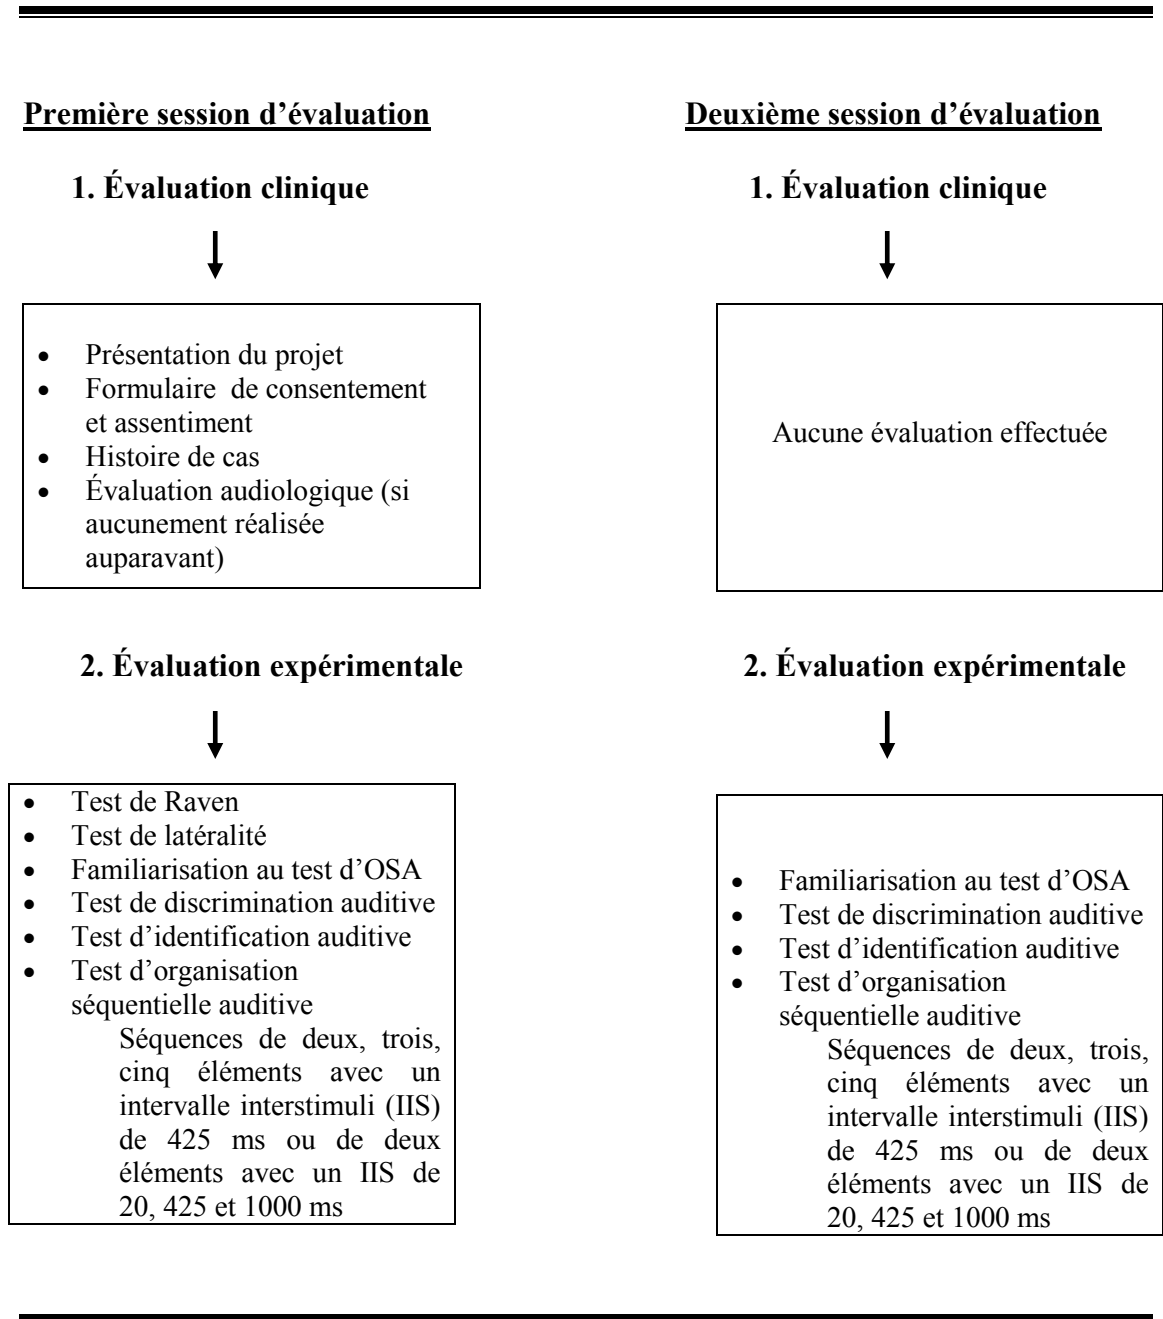 Première session d’évaluation
1. Évaluation clinique
• Présentation du projet
• Formulaire de consentement
et assentiment
• Histoire de cas
• Évaluation audiologique (si
aucunement réalisée
auparavant)
2. Évaluation expérimentale
• Test de Raven
• Test de latéralité
• Familiarisation au test d’OSA
• Test de discrimination auditive
• Test d’identification auditive
• Test d’organisation
séquentielle auditive
Séquences de deux, trois,
cinq éléments avec un
intervalle interstimuli (IIS)
de 425 ms ou de deux
éléments avec un IIS de
20, 425 et 1000 ms
Deuxième session d’évaluation
1. Évaluation clinique
Aucune évaluation effectuée
2. Évaluation expérimentale
• Familiarisation au test d’OSA
• Test de discrimination auditive
• Test d’identification auditive
• Test d’organisation
séquentielle auditive
Séquences de deux, trois,
cinq éléments avec un
intervalle interstimuli (IIS)
de 425 ms ou de deux
éléments avec un IIS de
20, 425 et 1000 ms